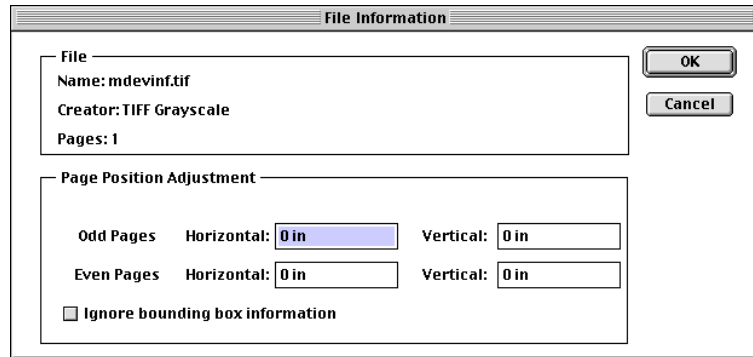 File Information
File
Name: mdevinf.tif
Creator: TIFF Grayscale
Pages: 1
OK
Cancel
Page Position Adjustment
Odd Pages Horizontal: 0 in Vertical: 0 in
Even Pages Horizontal: 0 in Vertical: 0 in
Ignore bounding box information